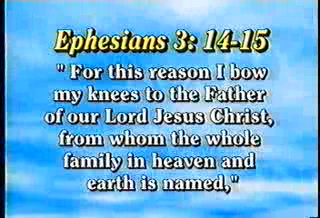 Ephesians 3: 14-15
" For this reason I bow
my knees to the Father
of our Lord Jesus Christ,
from whom the whole
family in heaven and
earth is named,"